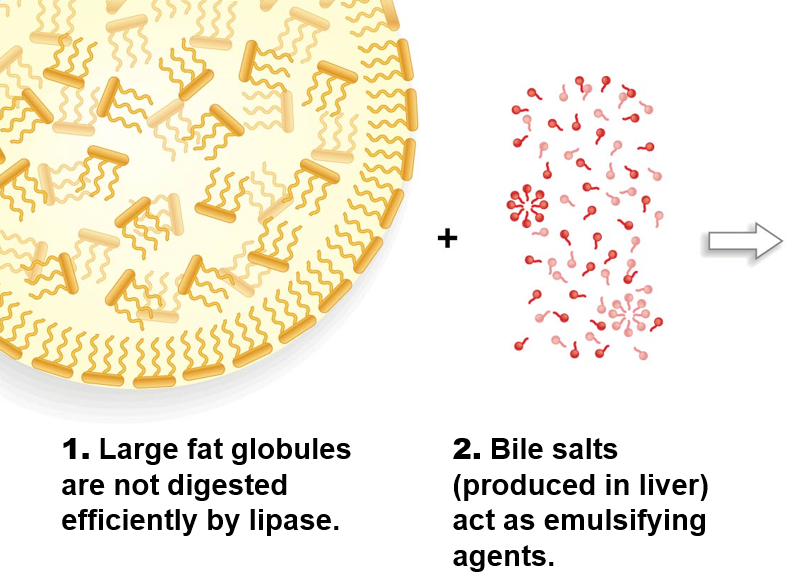 +
1. Large fat globules
are not digested
efficiently by lipase.
2. Bile salts
(produced in liver)
act as emulsifying
agents.